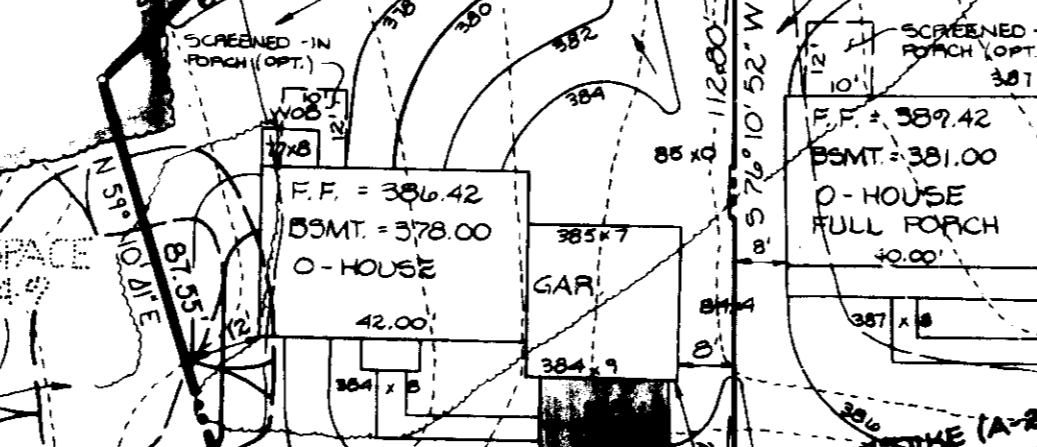 378
380
382
384
SCREENED -IN
PORCH (OPT.)
10'
12'
WOB
F.F. = 386.42
BSMT. = 378.00
O-HOUSE
42.00'
N 59° 10' 41" E
87.55'
12'
PACE
384 x 8
385 x 7
GAR
384 x 9
8'
112.80'
S 76° 10' 52" W
8'
SCREENED -
PORCH (OPT.)
387
12'
10'
F.F. = 389.42
BSMT. = 381.00
O-HOUSE
FULL PORCH
40.00'
387 x 8
386